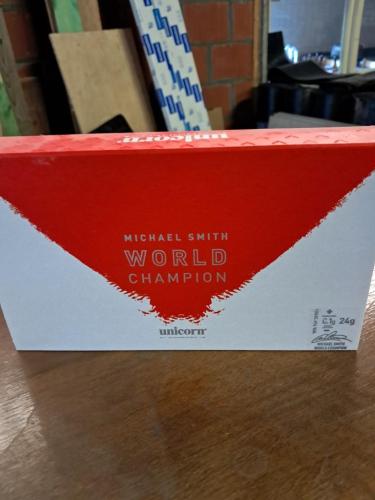 unicorn
MICHAEL SMITH
WORLD
CHAMPION
unicorn
24g
MICHAEL SMITH
WORLD CHAMPION